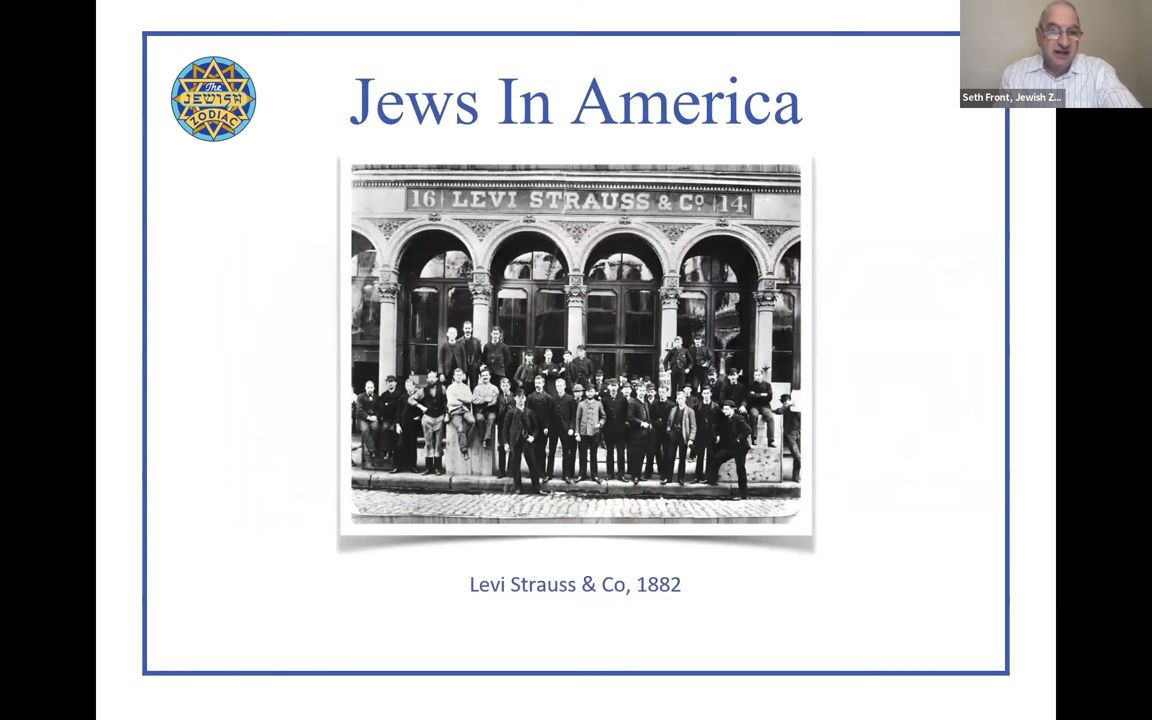 The
JEWISH
ZODIAC
Jews In America
Seth Front, Jewish Z...
16 LEVI STRAUSS & Co 14
Levi Strauss & Co, 1882